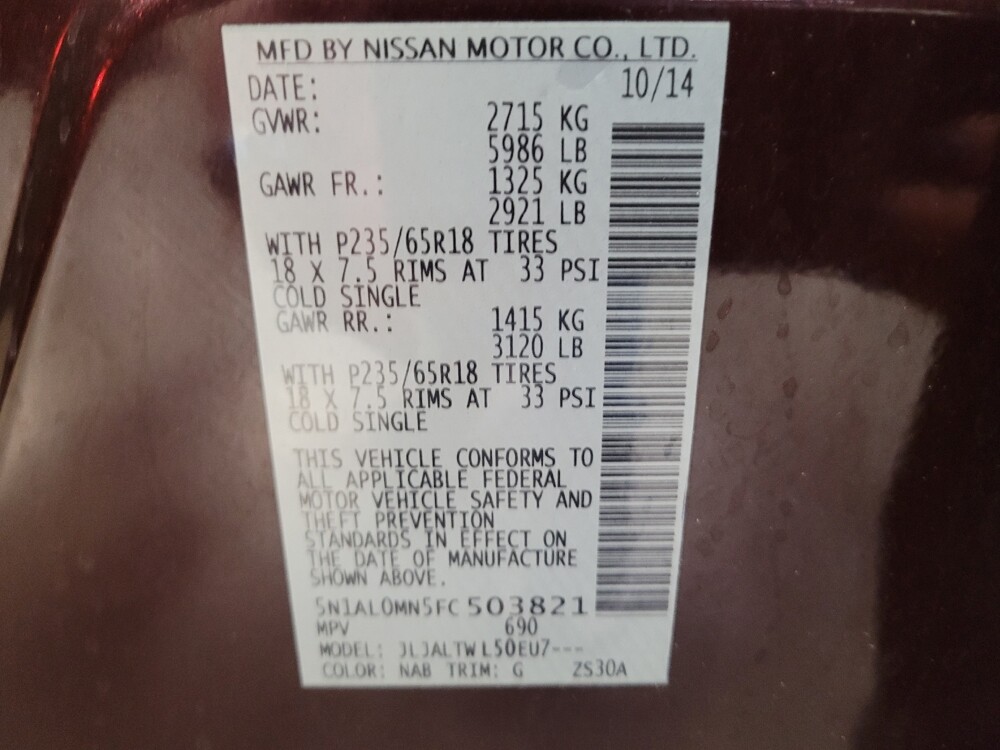 MFD BY NISSAN MOTOR CO., LTD.
DATE: 10/14
GVWR: 2715 KG
5986 LB
GAWR FR.: 1325 KG
2921 LB
WITH P235/65R18 TIRES
18 X 7.5 RIMS AT 33 PSI
COLD SINGLE
GAWR RR.: 1415 KG
3120 LB
WITH P235/65R18 TIRES
18 X 7.5 RIMS AT 33 PSI
COLD SINGLE
THIS VEHICLE CONFORMS TO
ALL APPLICABLE FEDERAL
MOTOR VEHICLE SAFETY AND
THEFT PREVENTION
STANDARDS IN EFFECT ON
THE DATE OF MANUFACTURE
SHOWN ABOVE.
5N1AL0MN5FC503821
MPV 690
MODEL: JLJALTWL50EU7---
COLOR: NAB TRIM: G ZS30A